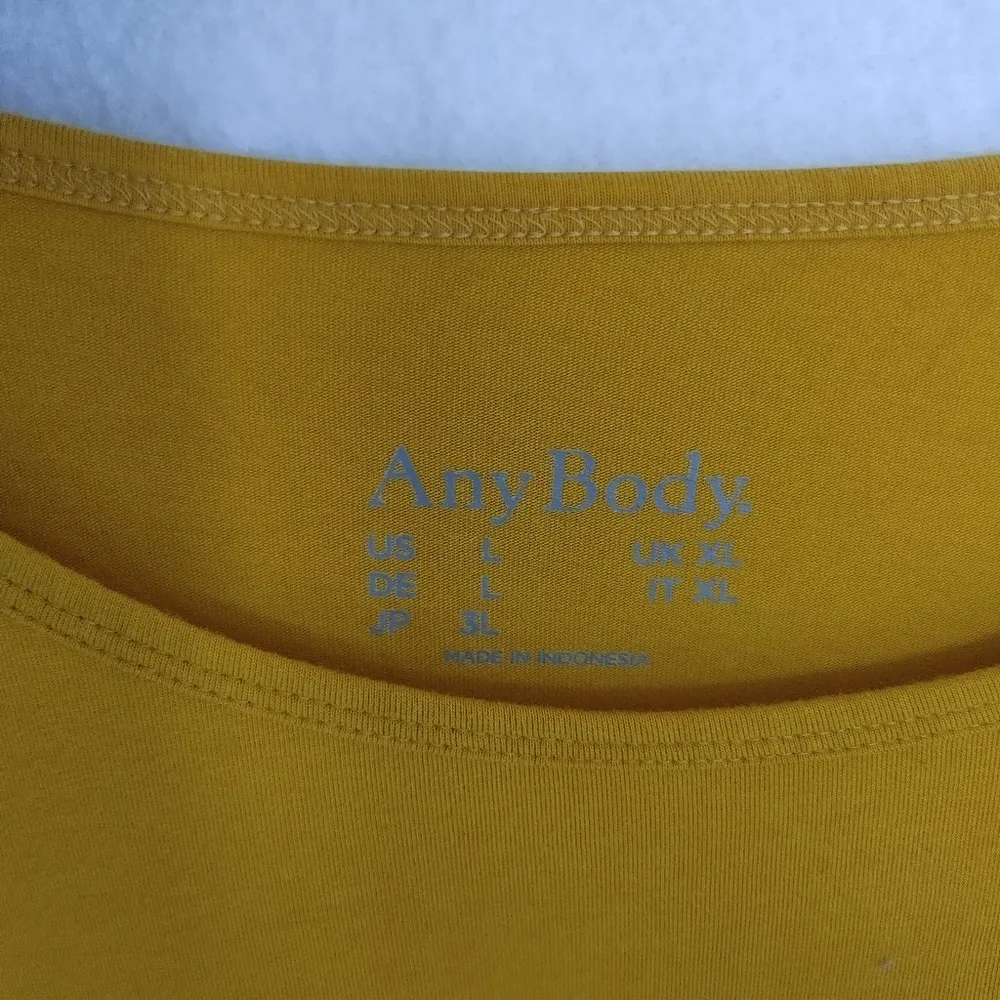 AnyBody.
US L UK XL
DE L IT XL
JP 3L
MADE IN INDONESIA